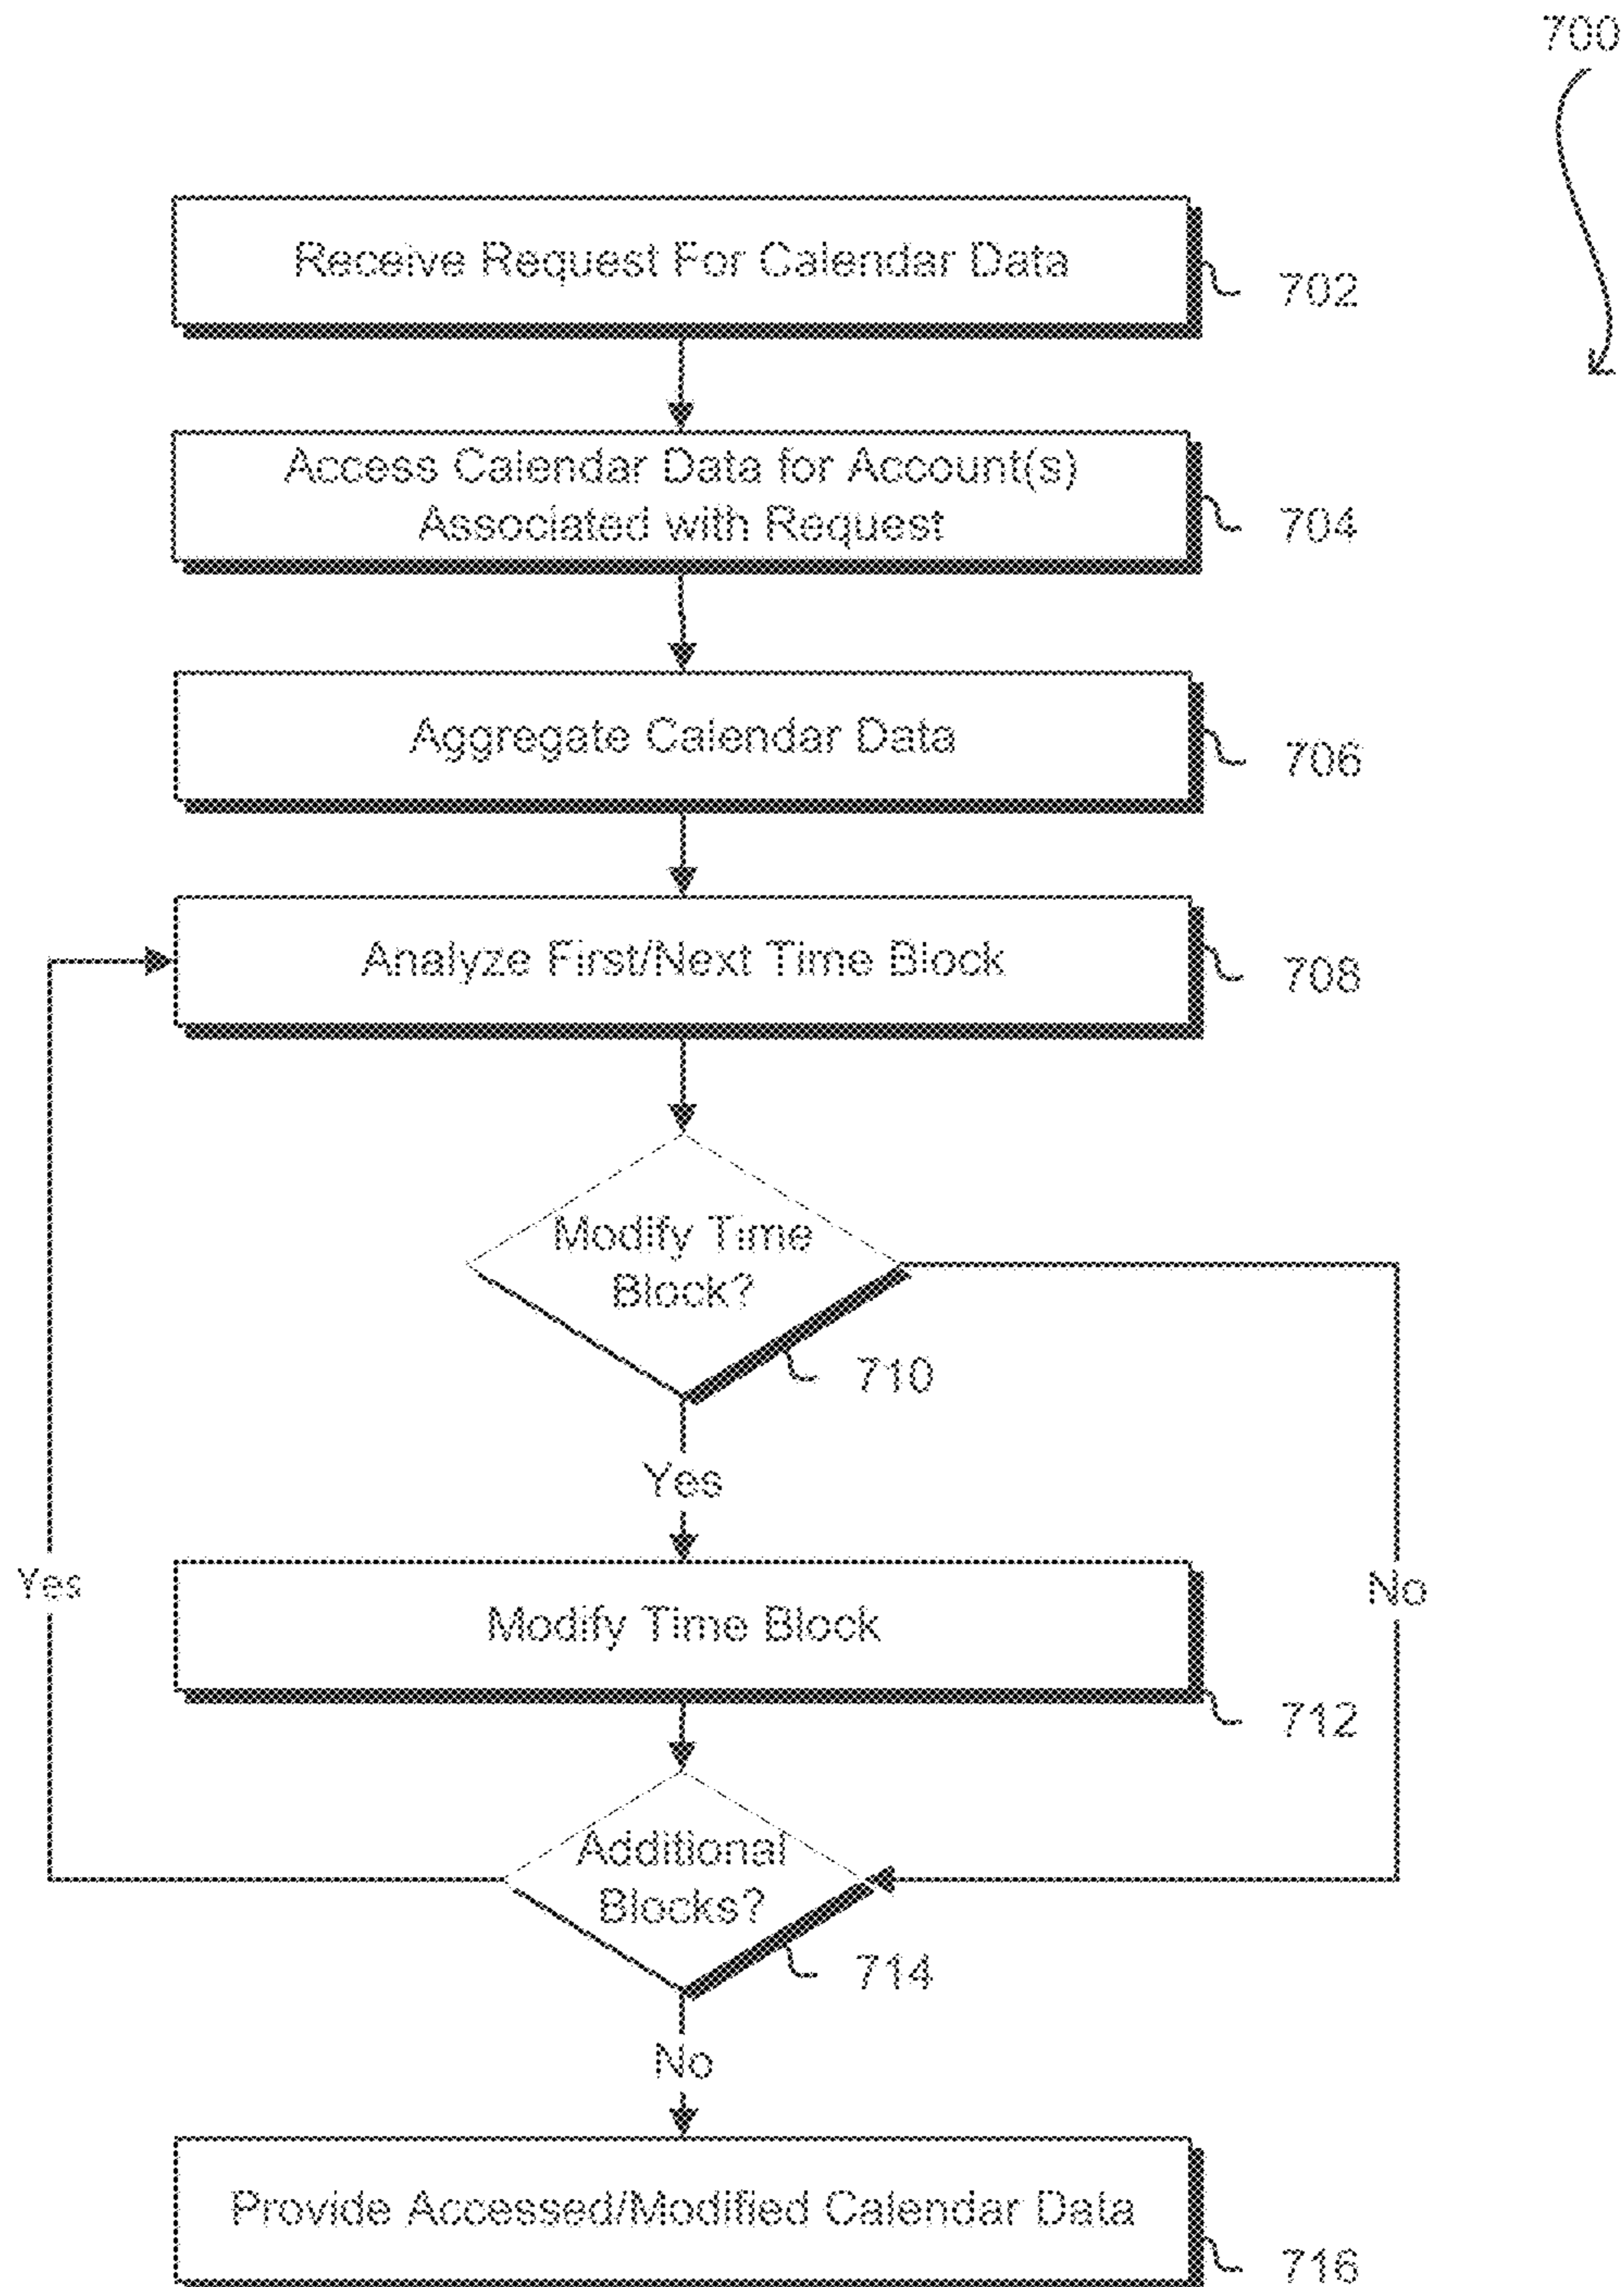 700
Receive Request For Calendar Data
702
Access Calendar Data for Account(s)
Associated with Request
704
Aggregate Calendar Data
706
Analyze First/Next Time Block
708
Modify Time
Block?
710
Yes
Yes
No
Modify Time Block
712
Additional
Blocks?
714
No
Provide Accessed/Modified Calendar Data
716